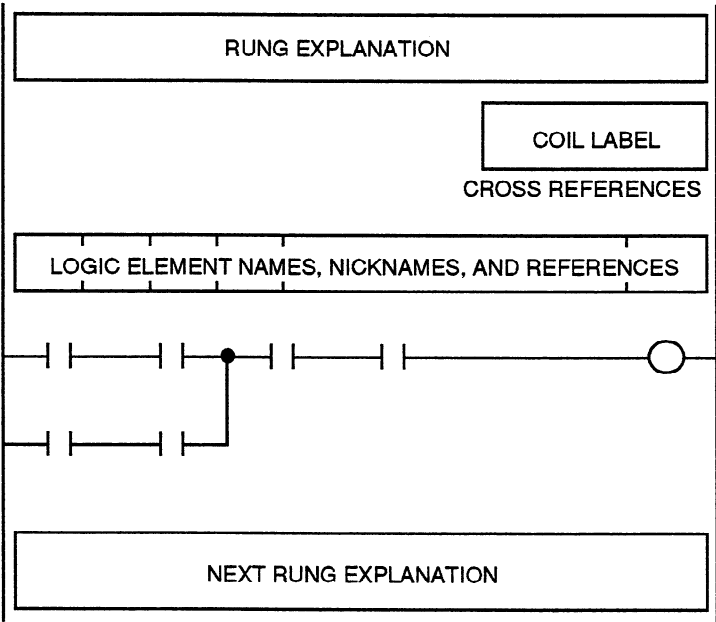 RUNG EXPLANATION
COIL LABEL
CROSS REFERENCES
LOGIC ELEMENT NAMES, NICKNAMES, AND REFERENCES
NEXT RUNG EXPLANATION